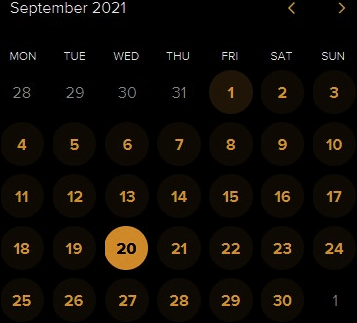 September 2021
MON TUE WED THU FRI SAT SUN
28 29 30 31 1 2 3
4 5 6 7 8 9 10
11 12 13 14 15 16 17
18 19 20 21 22 23 24
25 26 27 28 29 30 1